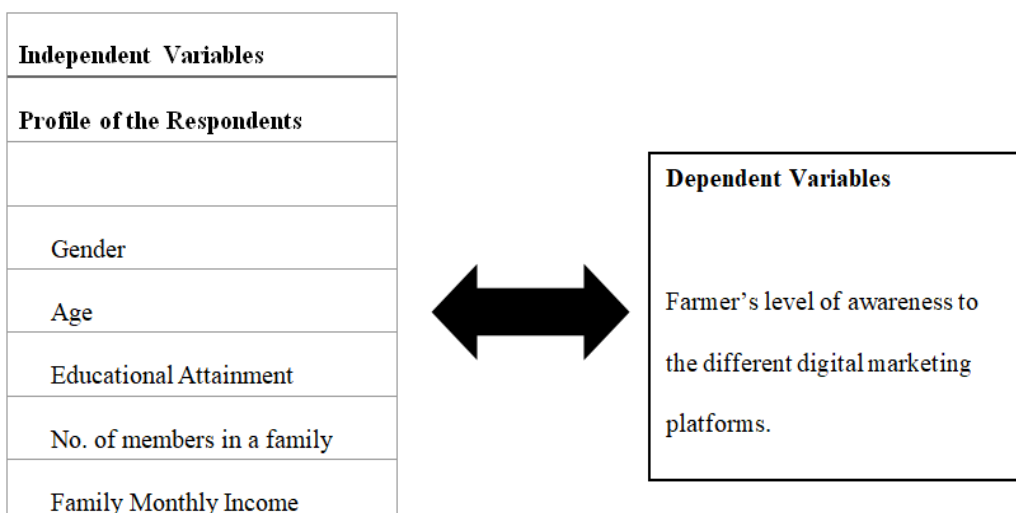 Independent Variables
Profile of the Respondents
Gender
Age
Educational Attainment
No. of members in a family
Family Monthly Income
Dependent Variables
Farmer’s level of awareness to
the different digital marketing
platforms.